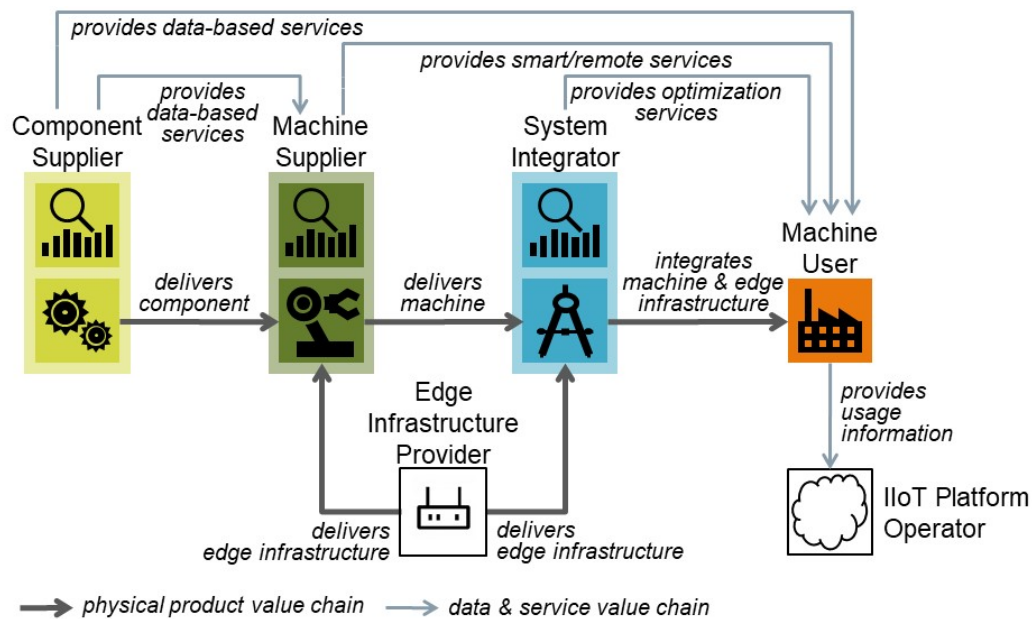 provides data-based services
provides smart/remote services
provides
data-based
services
provides optimization
services
Component
Supplier
Machine
Supplier
System
Integrator
Machine
User
delivers
component
delivers
machine
integrates
machine & edge
infrastructure
Edge
Infrastructure
Provider
provides
usage
information
delivers
edge infrastructure
delivers
edge infrastructure
IIoT Platform
Operator
physical product value chain
data & service value chain